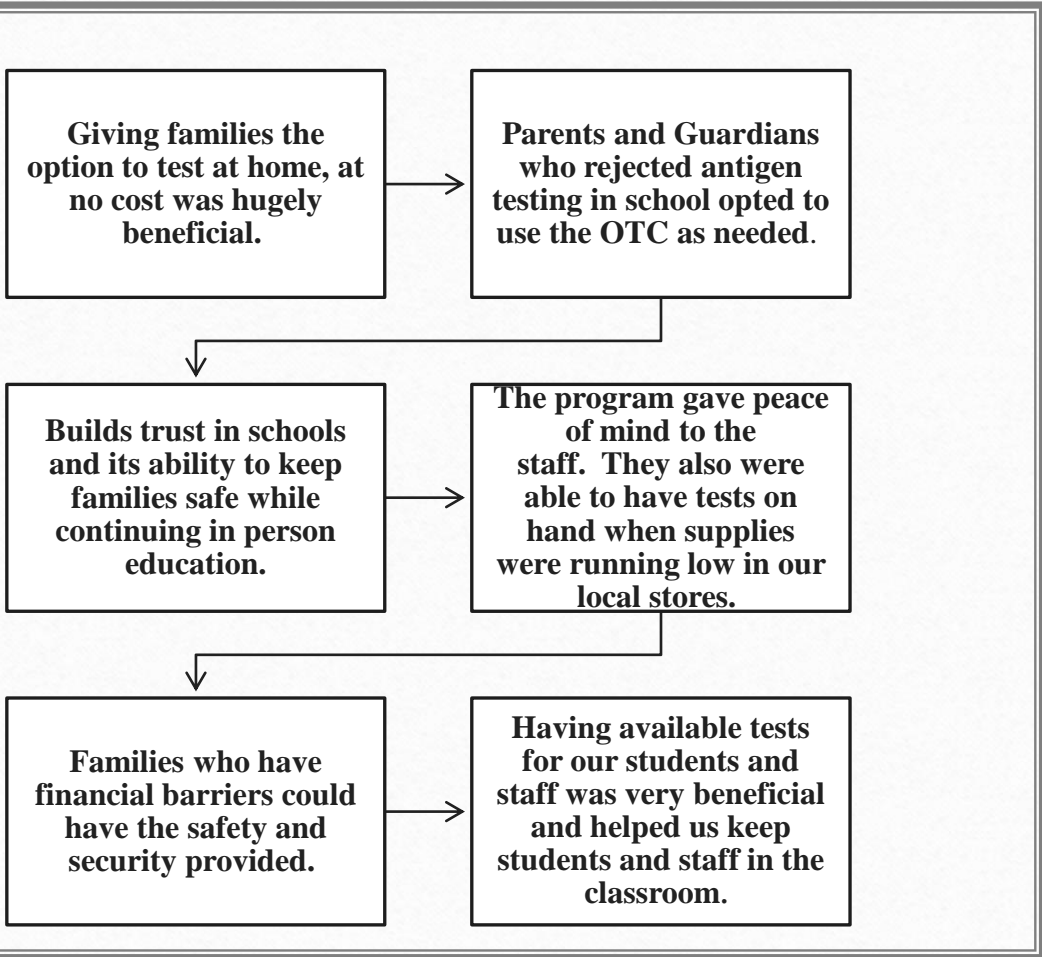 Giving families the
option to test at home, at
no cost was hugely
beneficial.
Parents and Guardians
who rejected antigen
testing in school opted to
use the OTC as needed.
Builds trust in schools
and its ability to keep
families safe while
continuing in person
education.
The program gave peace
of mind to the
staff.  They also were
able to have tests on
hand when supplies
were running low in our
local stores.
Families who have
financial barriers could
have the safety and
security provided.
Having available tests
for our students and
staff was very beneficial
and helped us keep
students and staff in the
classroom.